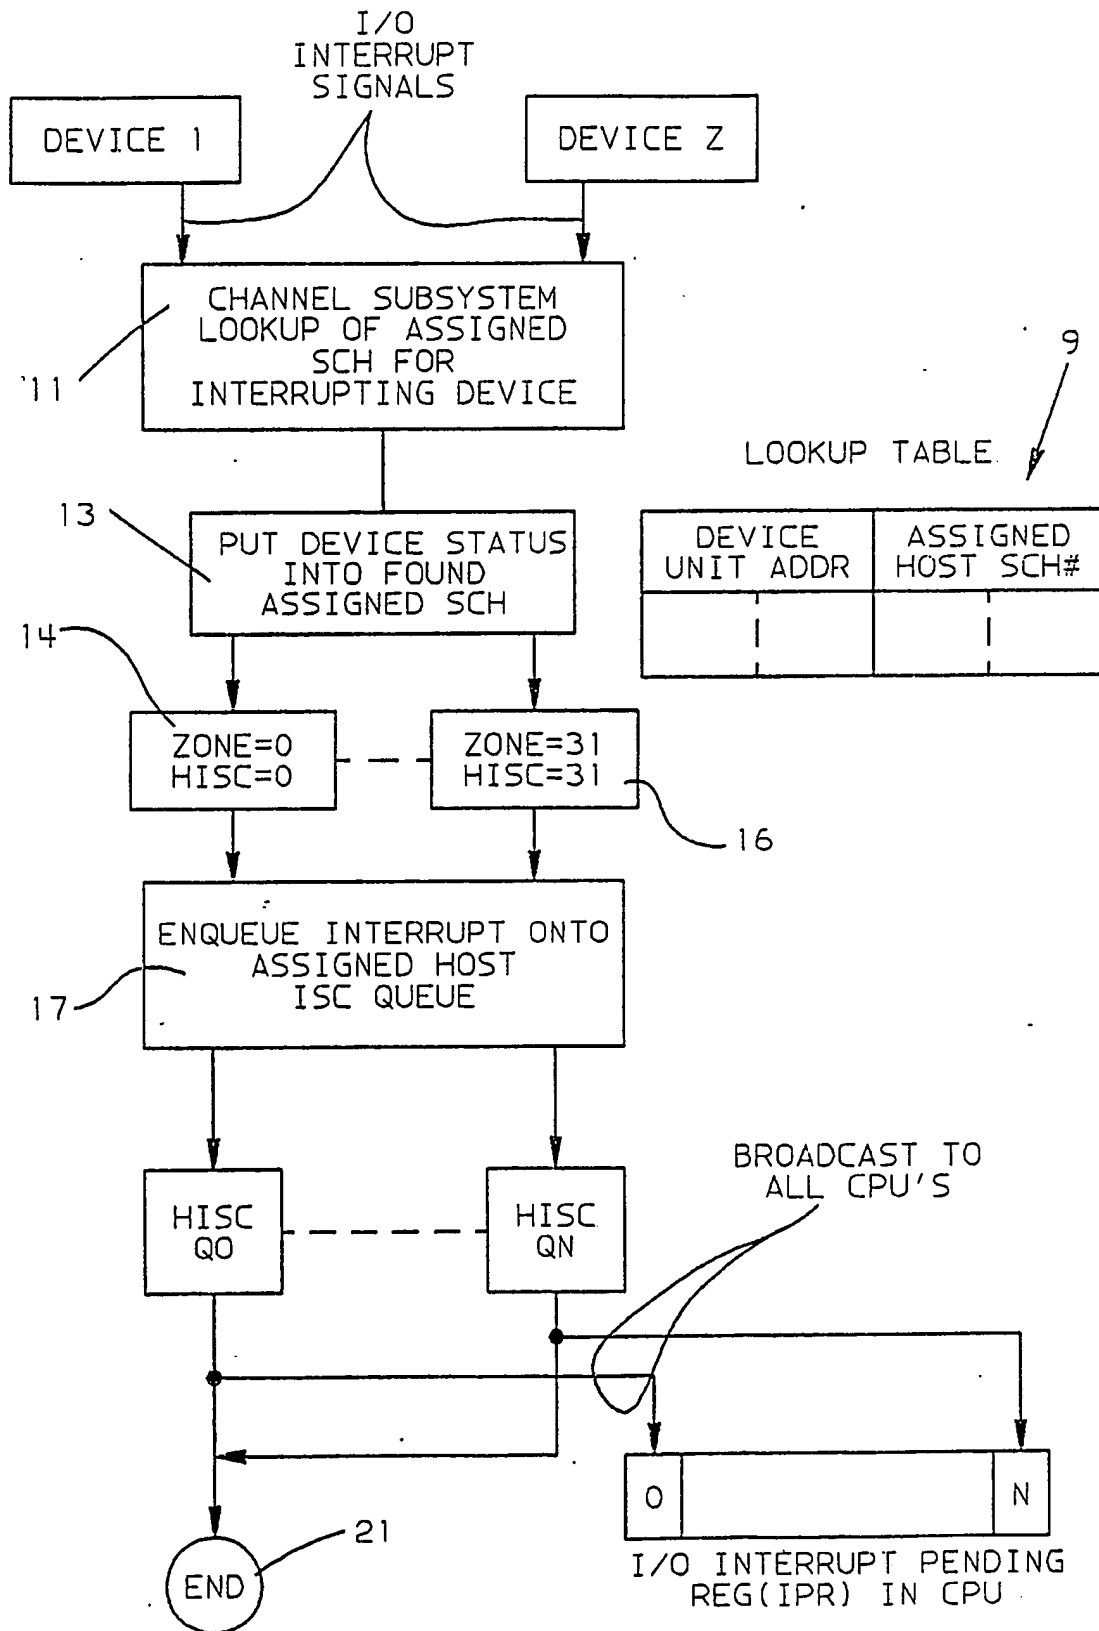 I/O
INTERRUPT
SIGNALS
DEVICE 1
DEVICE Z
CHANNEL SUBSYSTEM
LOOKUP OF ASSIGNED
SCH FOR
INTERRUPTING DEVICE
11
9
LOOKUP TABLE
DEVICE
UNIT ADDR
ASSIGNED
HOST SCH#
13
PUT DEVICE STATUS
INTO FOUND
ASSIGNED SCH
14
ZONE=0
HISC=0
ZONE=31
HISC=31
16
ENQUEUE INTERRUPT ONTO
ASSIGNED HOST
ISC QUEUE
17
BROADCAST TO
ALL CPU'S
HISC
Q0
HISC
QN
0
N
I/O INTERRUPT PENDING
REG(IPR) IN CPU
21
END